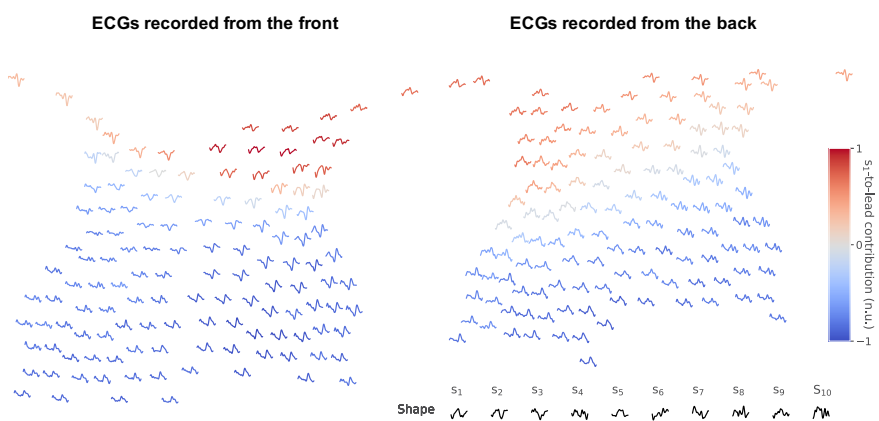 ECGs recorded from the front
ECGs recorded from the back
1
0
−1
s₁-to-lead contribution (n.u.)
s₁ s₂ s₃ s₄ s₅ s₆ s₇ s₈ s₉ s₁₀
Shape